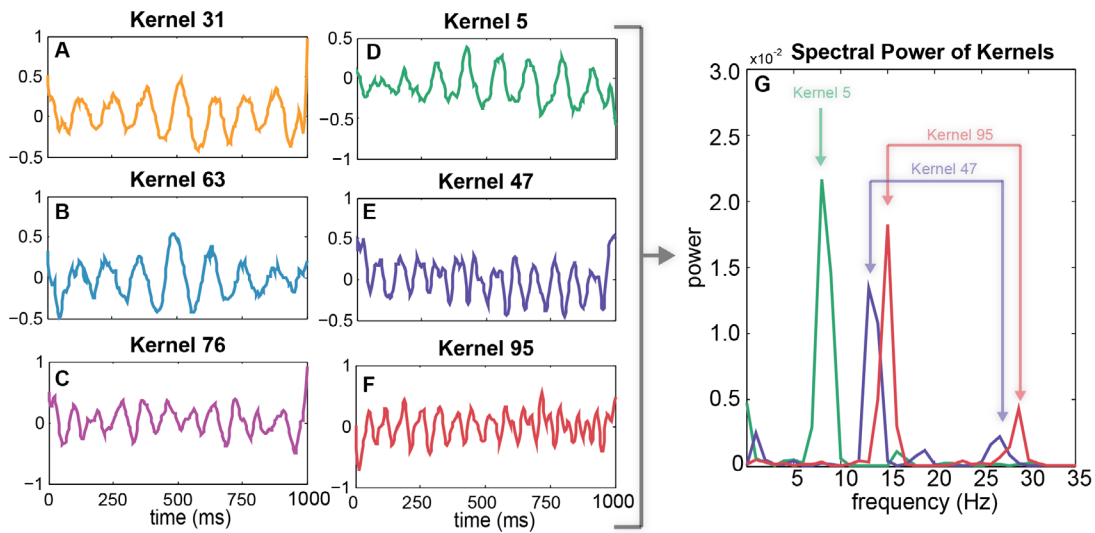 Kernel 31
A
1
0.5
0
−0.5
Kernel 63
B
1
0.5
0
−0.5
Kernel 76
C
1
0
−1
0
250
500
750
1000
time (ms)
Kernel 5
D
0.5
0
−0.5
−1
Kernel 47
E
1
0.5
0
−0.5
Kernel 95
F
1
0
−1
0
250
500
750
1000
time (ms)
Spectral Power of Kernels
x10⁻²
G
3.0
2.5
2.0
1.5
1.0
0.5
0
power
Kernel 5
Kernel 95
Kernel 47
5
10
15
20
25
30
35
frequency (Hz)